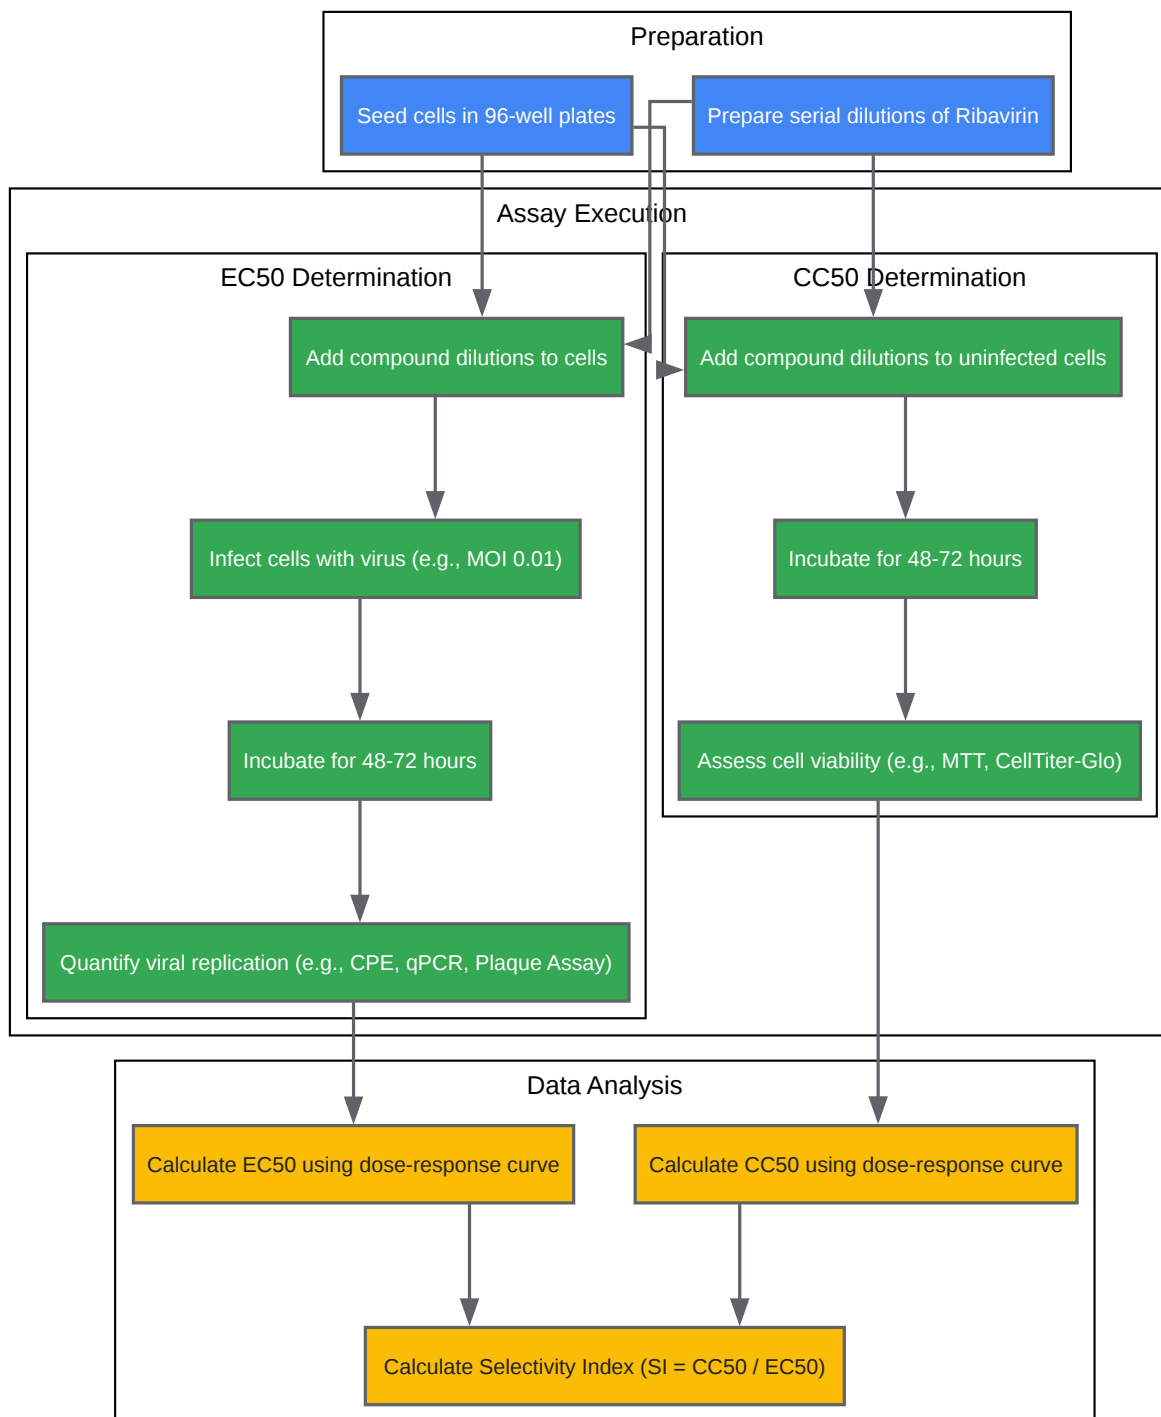 Preparation
Seed cells in 96-well plates
Prepare serial dilutions of Ribavirin
Assay Execution
EC50 Determination
CC50 Determination
Add compound dilutions to cells
Add compound dilutions to uninfected cells
Infect cells with virus (e.g., MOI 0.01)
Incubate for 48-72 hours
Incubate for 48-72 hours
Assess cell viability (e.g., MTT, CellTiter-Glo)
Quantify viral replication (e.g., CPE, qPCR, Plaque Assay)
Data Analysis
Calculate EC50 using dose-response curve
Calculate CC50 using dose-response curve
Calculate Selectivity Index (SI = CC50 / EC50)